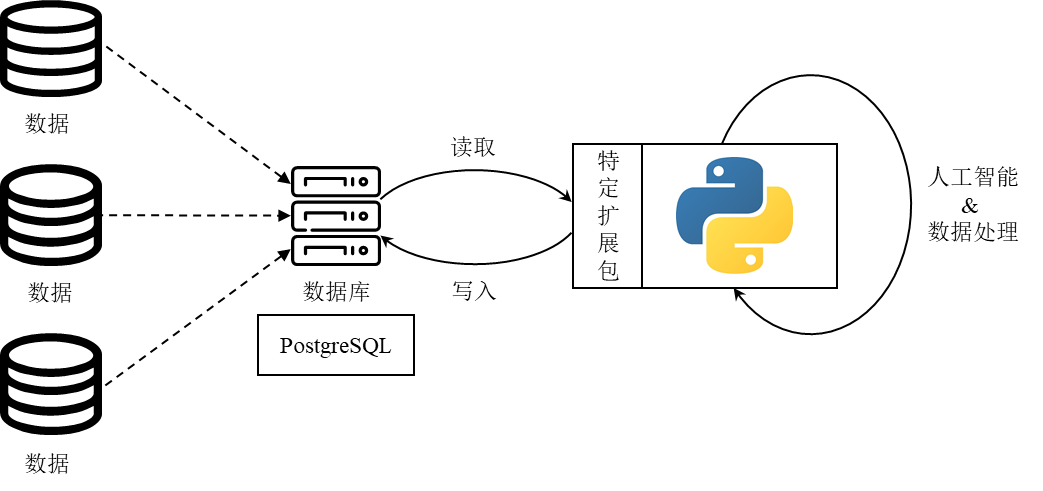 数据
数据
数据
数据库
PostgreSQL
读取
写入
特
定
扩
展
包
人工智能
&
数据处理